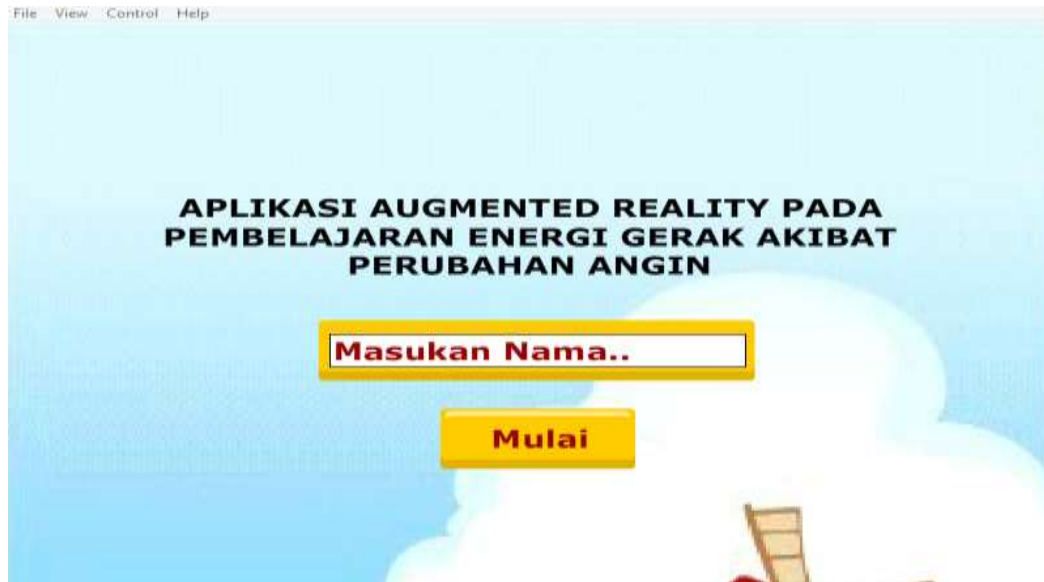 File View Control Help
APLIKASI AUGMENTED REALITY PADA
PEMBELAJARAN ENERGI GERAK AKIBAT
PERUBAHAN ANGIN
Masukan Nama..
Mulai